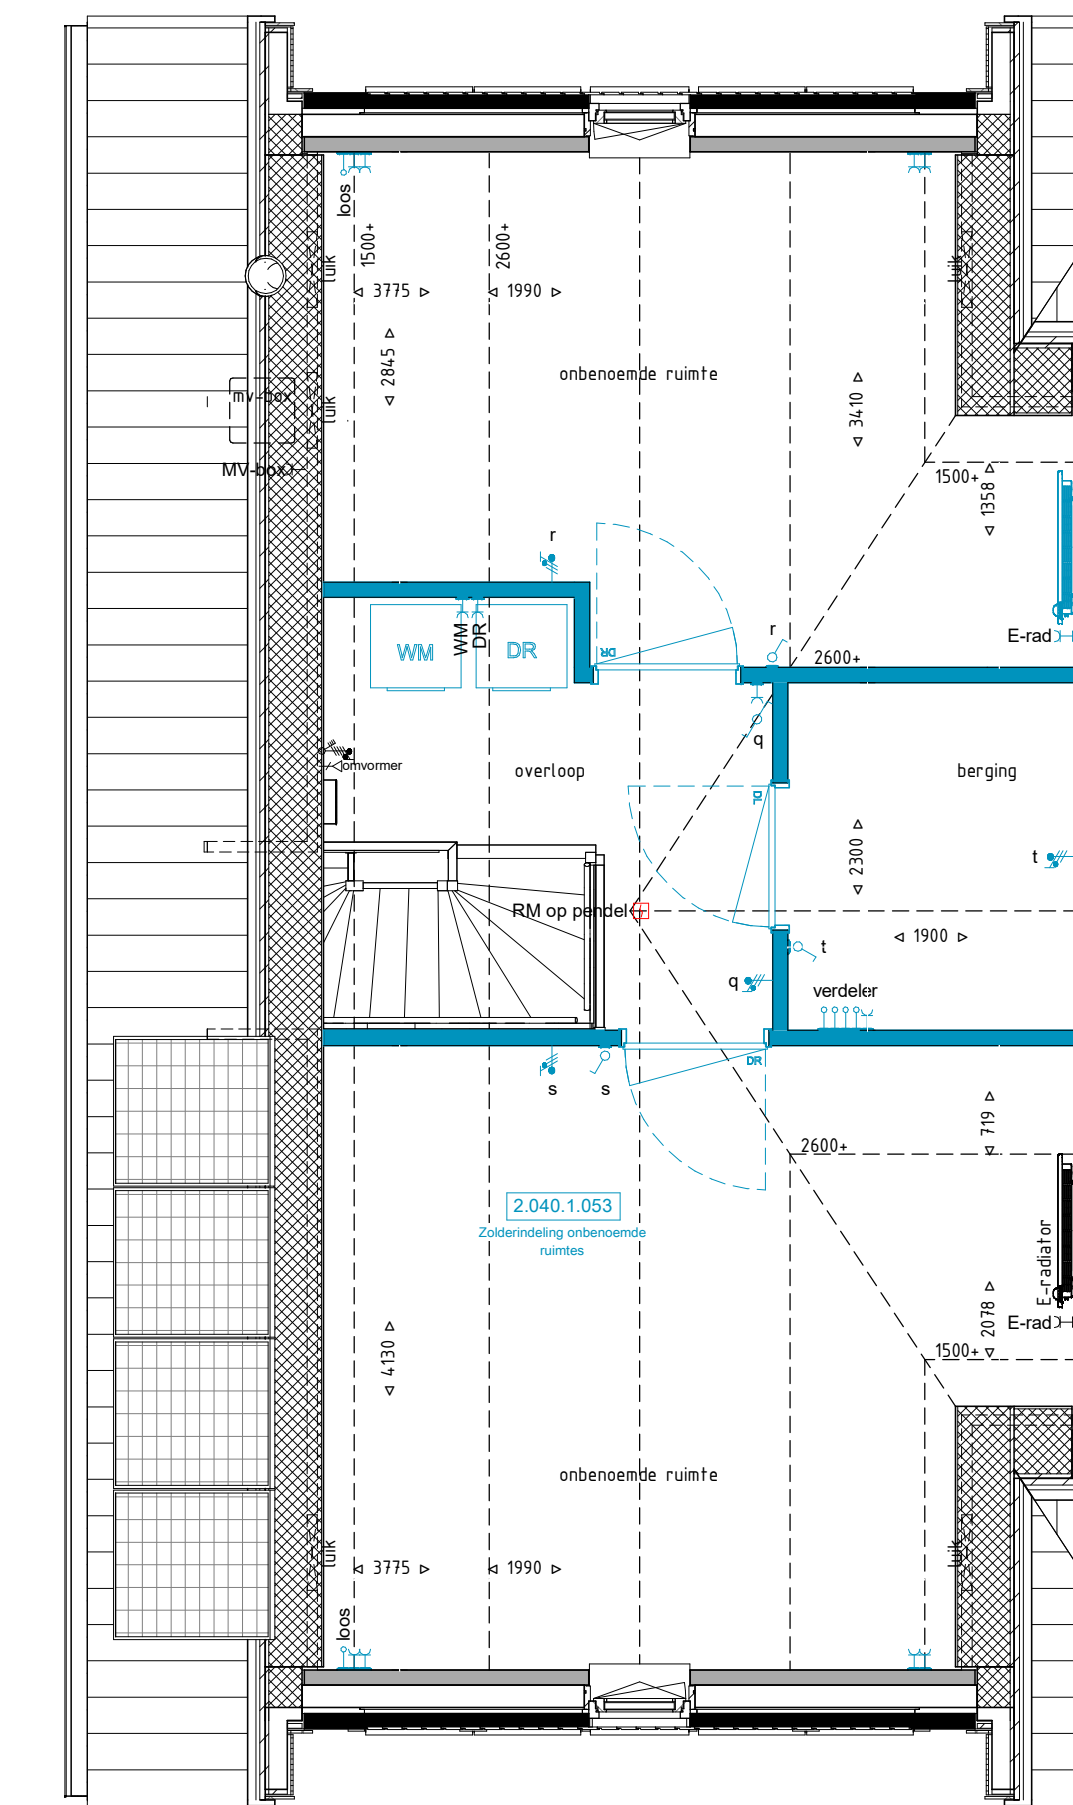 loos
1500+
2600+
luik
luik
3775
1990
2845
onbenoemde ruimte
3410
mv-box
luik
MV-box
1500+
1358
r
E-rad
WM
WM
DR
DR
DR
r
2600+
q
omvormer
overloop
DL
berging
2300
t
RM op pendel
1900
t
q
verdeler
s
s
DR
719
2600+
2.040.1.053
Zolderindeling onbenoemde
ruimtes
E-radiator
2078
E-rad
4130
1500+
onbenoemde ruimte
luik
luik
3775
1990
loos